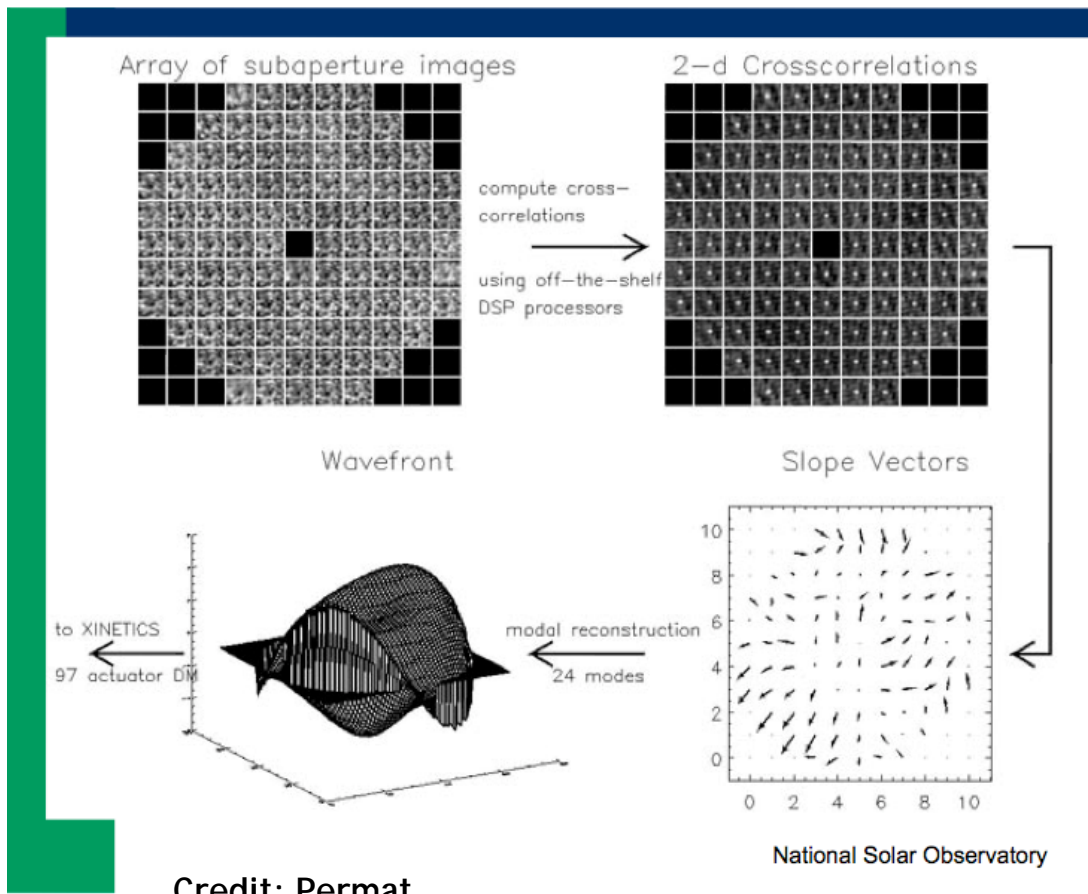 Array of subaperture images
2-d Crosscorrelations
compute cross-
correlations
using off-the-shelf
DSP processors
Wavefront
Slope Vectors
to XINETICS
97 actuator DM
modal reconstruction
24 modes
10
8
6
4
2
0
0 2 4 6 8 10
National Solar Observatory
Credit: Permat